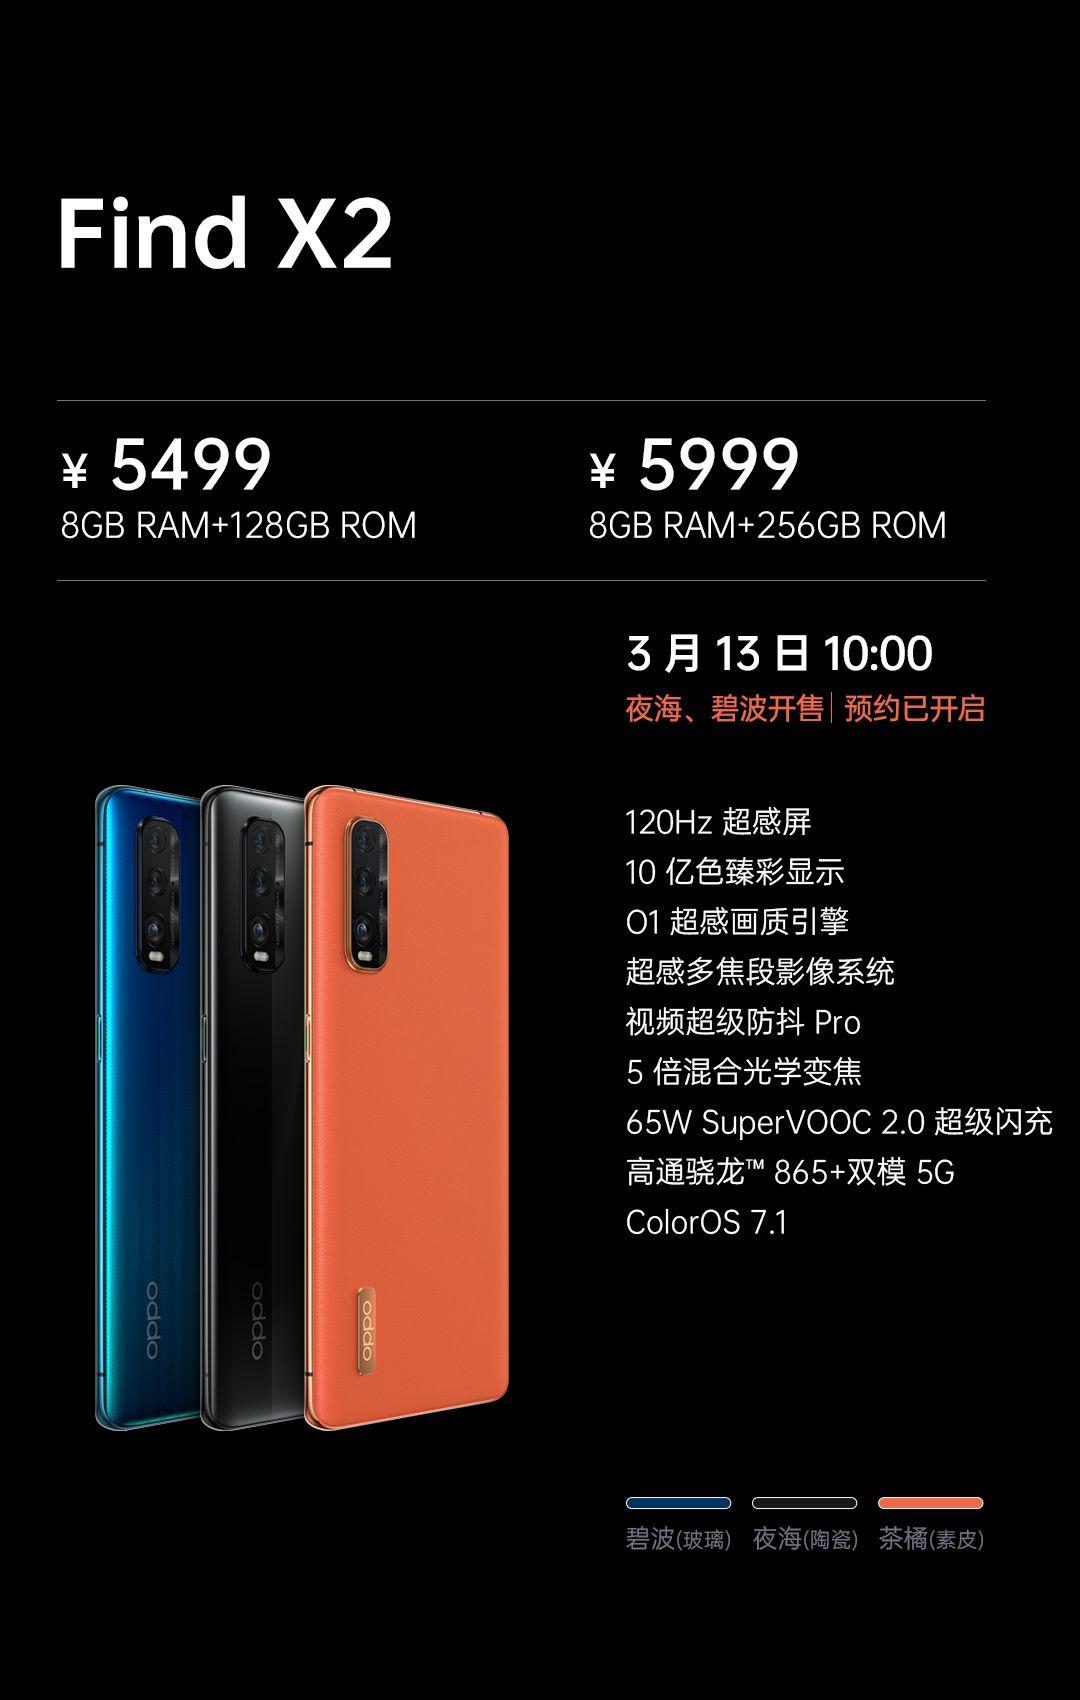 Find X2
¥ 5499
8GB RAM+128GB ROM
¥ 5999
8GB RAM+256GB ROM
3 月 13 日 10:00
夜海、碧波开售| 预约已开启
120Hz 超感屏
10 亿色臻彩显示
O1 超感画质引擎
超感多焦段影像系统
视频超级防抖 Pro
5 倍混合光学变焦
65W SuperVOOC 2.0 超级闪充
高通骁龙™ 865+双模 5G
ColorOS 7.1
oppo
oppo
oppo
碧波(玻璃) 夜海(陶瓷) 茶橘(素皮)